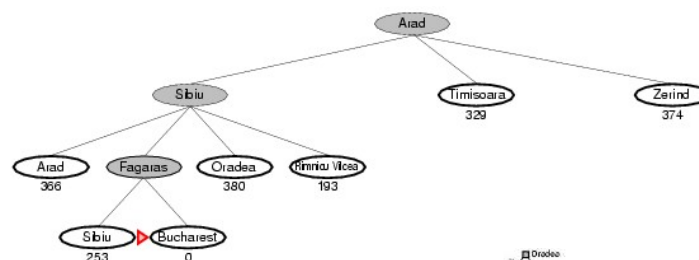 Arad
Sibiu Timisoara Zerind
329 374
Arad Fagaras Oradea Rimnicu Vilcea
366 380 193
Sibiu Bucharest
253 0
Oradea